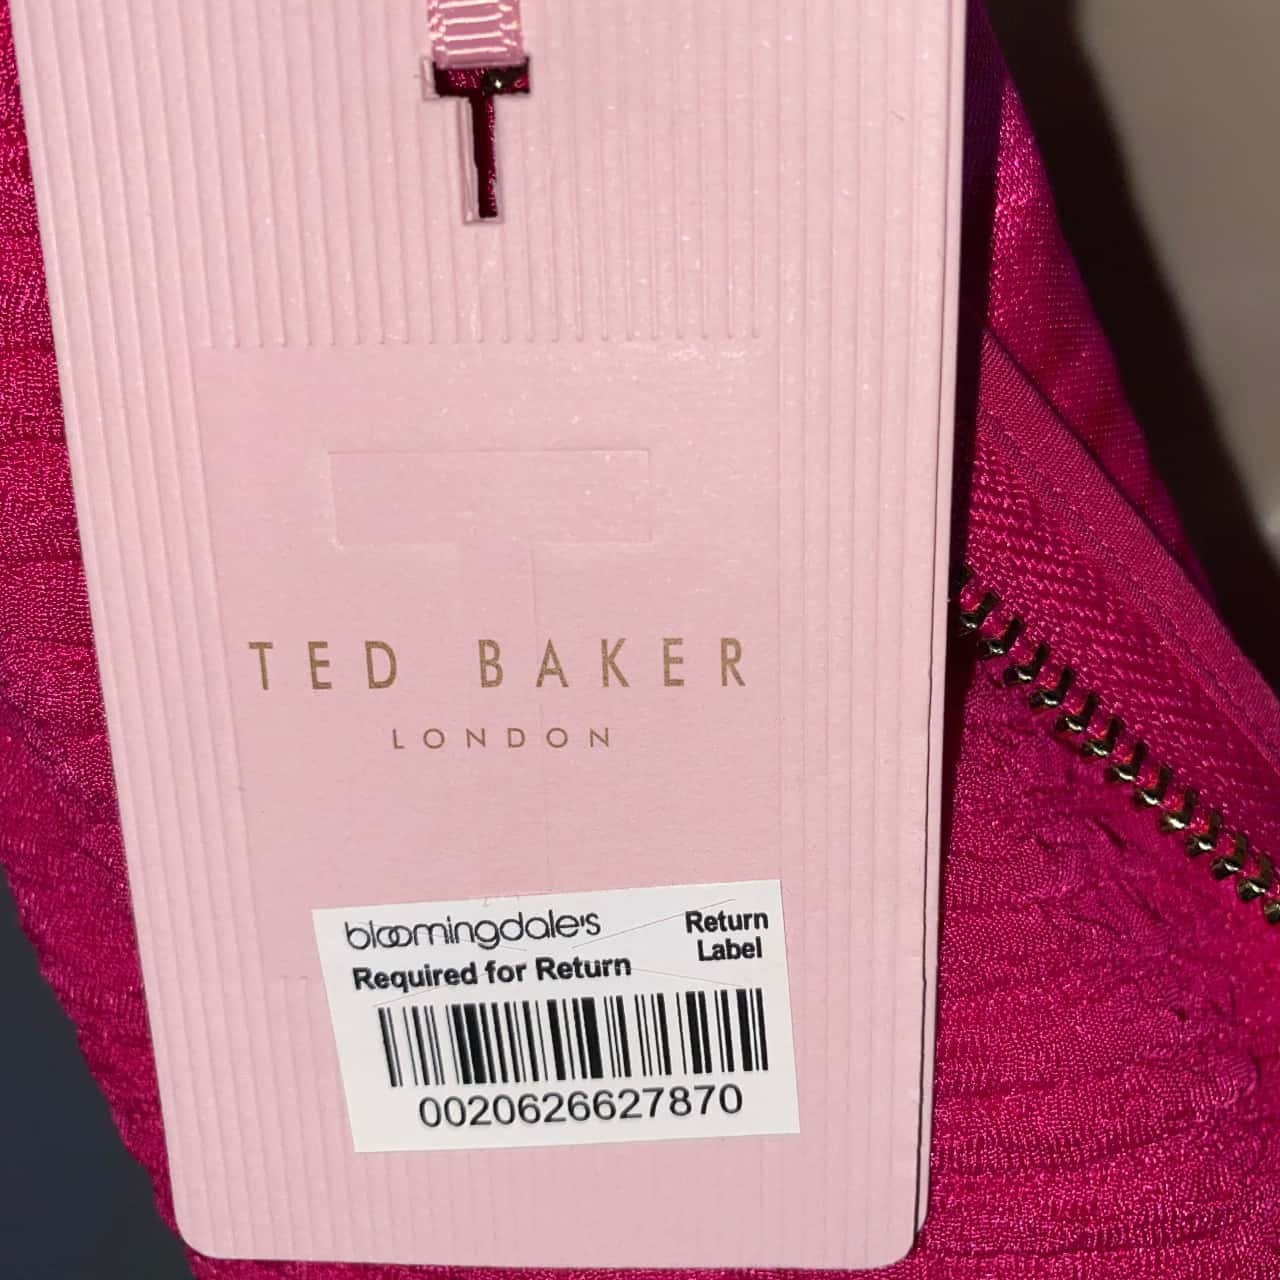 TED BAKER
LONDON
bloomingdale's
Required for Return
Return
Label
0020626627870